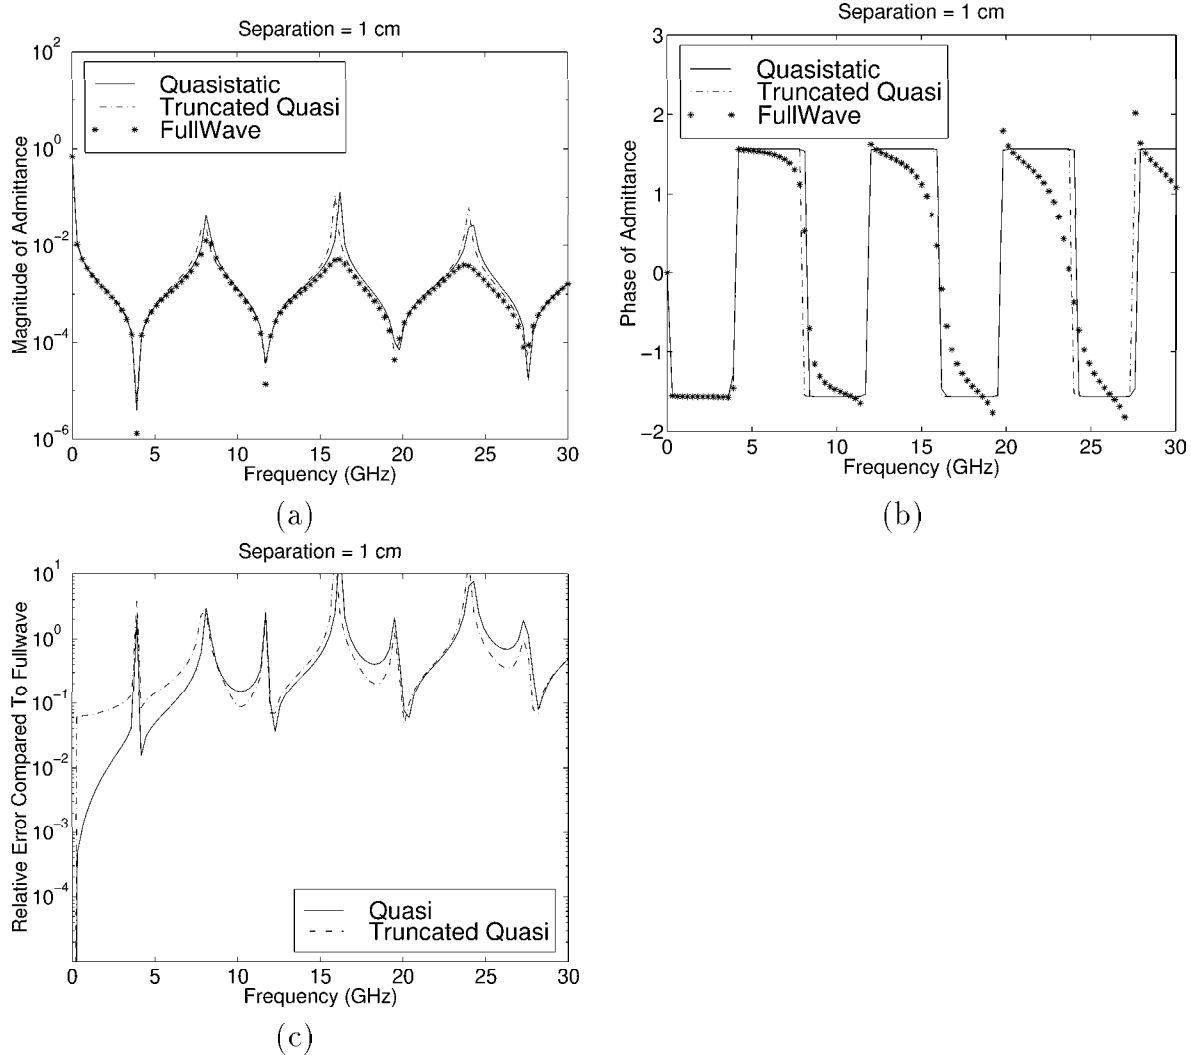 Separation = 1 cm
10^2
10^0
10^-2
10^-4
10^-6
Magnitude of Admittance
Quasistatic
Truncated Quasi
FullWave
0 5 10 15 20 25 30
Frequency (GHz)
(a)
Separation = 1 cm
3
2
1
0
-1
-2
Phase of Admittance
Quasistatic
Truncated Quasi
FullWave
0 5 10 15 20 25 30
Frequency (GHz)
(b)
Separation = 1 cm
10^1
10^0
10^-1
10^-2
10^-3
10^-4
Relative Error Compared To Fullwave
Quasi
Truncated Quasi
0 5 10 15 20 25 30
Frequency (GHz)
(c)